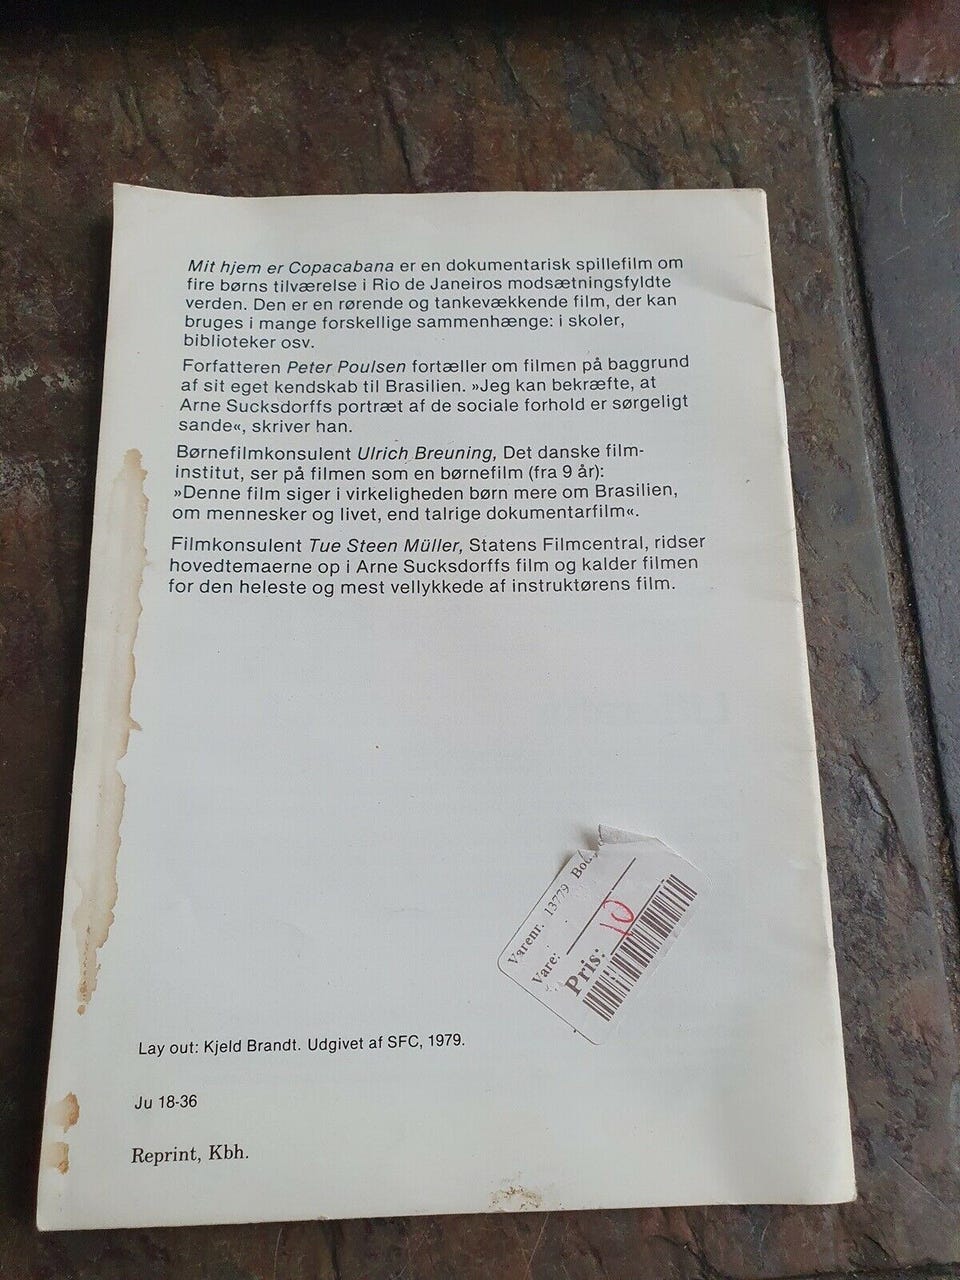 Mit hjem er Copacabana er en dokumentarisk spillefilm om
fire børns tilværelse i Rio de Janeiros modsætningsfyldte
verden. Den er en rørende og tankevækkende film, der kan
bruges i mange forskellige sammenhænge: i skoler,
biblioteker osv.
Forfatteren Peter Poulsen fortæller om filmen på baggrund
af sit eget kendskab til Brasilien. »Jeg kan bekræfte, at
Arne Sucksdorffs portræt af de sociale forhold er sørgeligt
sande«, skriver han.
Børnefilmkonsulent Ulrich Breuning, Det danske film-
institut, ser på filmen som en børnefilm (fra 9 år):
»Denne film siger i virkeligheden børn mere om Brasilien,
om mennesker og livet, end talrige dokumentarfilm«.
Filmkonsulent Tue Steen Müller, Statens Filmcentral, ridser
hovedtemaerne op i Arne Sucksdorffs film og kalder filmen
for den heleste og mest vellykkede af instruktørens film.
Varenr. 13779
Vare:
Pris: 10
Lay out: Kjeld Brandt. Udgivet af SFC, 1979.
Ju 18-36
Reprint, Kbh.